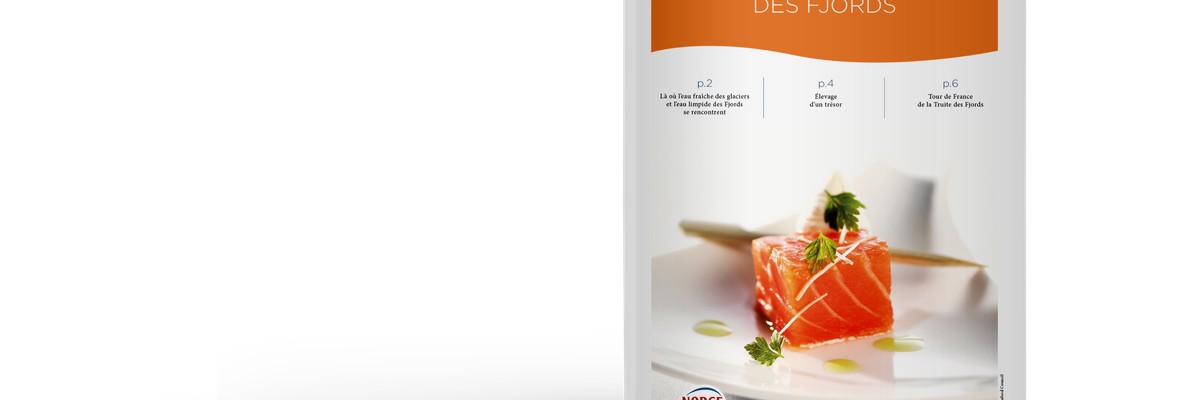 DES FJORDS
p.2
Là où l'eau fraîche des glaciers
et l'eau limpide des Fjords
se rencontrent
p.4
Élevage
d'un trésor
p.6
Tour de France
de la Truite des Fjords
NORGE